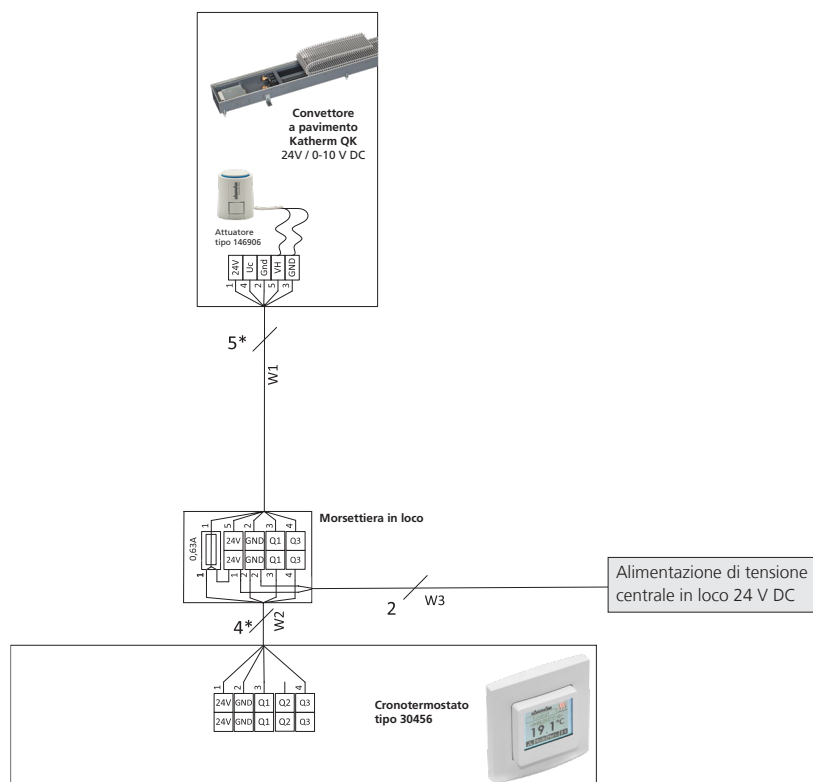 Convettore
a pavimento
Katherm QK
24V / 0-10 V DC
Attuatore
tipo 146906
24V
Uc
Gnd
VH
GND
1
4
2
5
3
5*
W1
Morsettiera in loco
0,63A
1
5
2
3
4
24V GND Q1 Q3
24V GND Q1 Q3
1 1 2 2 3 4
2
W3
Alimentazione di tensione
centrale in loco 24 V DC
4*
W2
1 2 3 4
24V GND Q1 Q2 Q3
24V GND Q1 Q2 Q3
Cronotermostato
tipo 30456
19 1°C